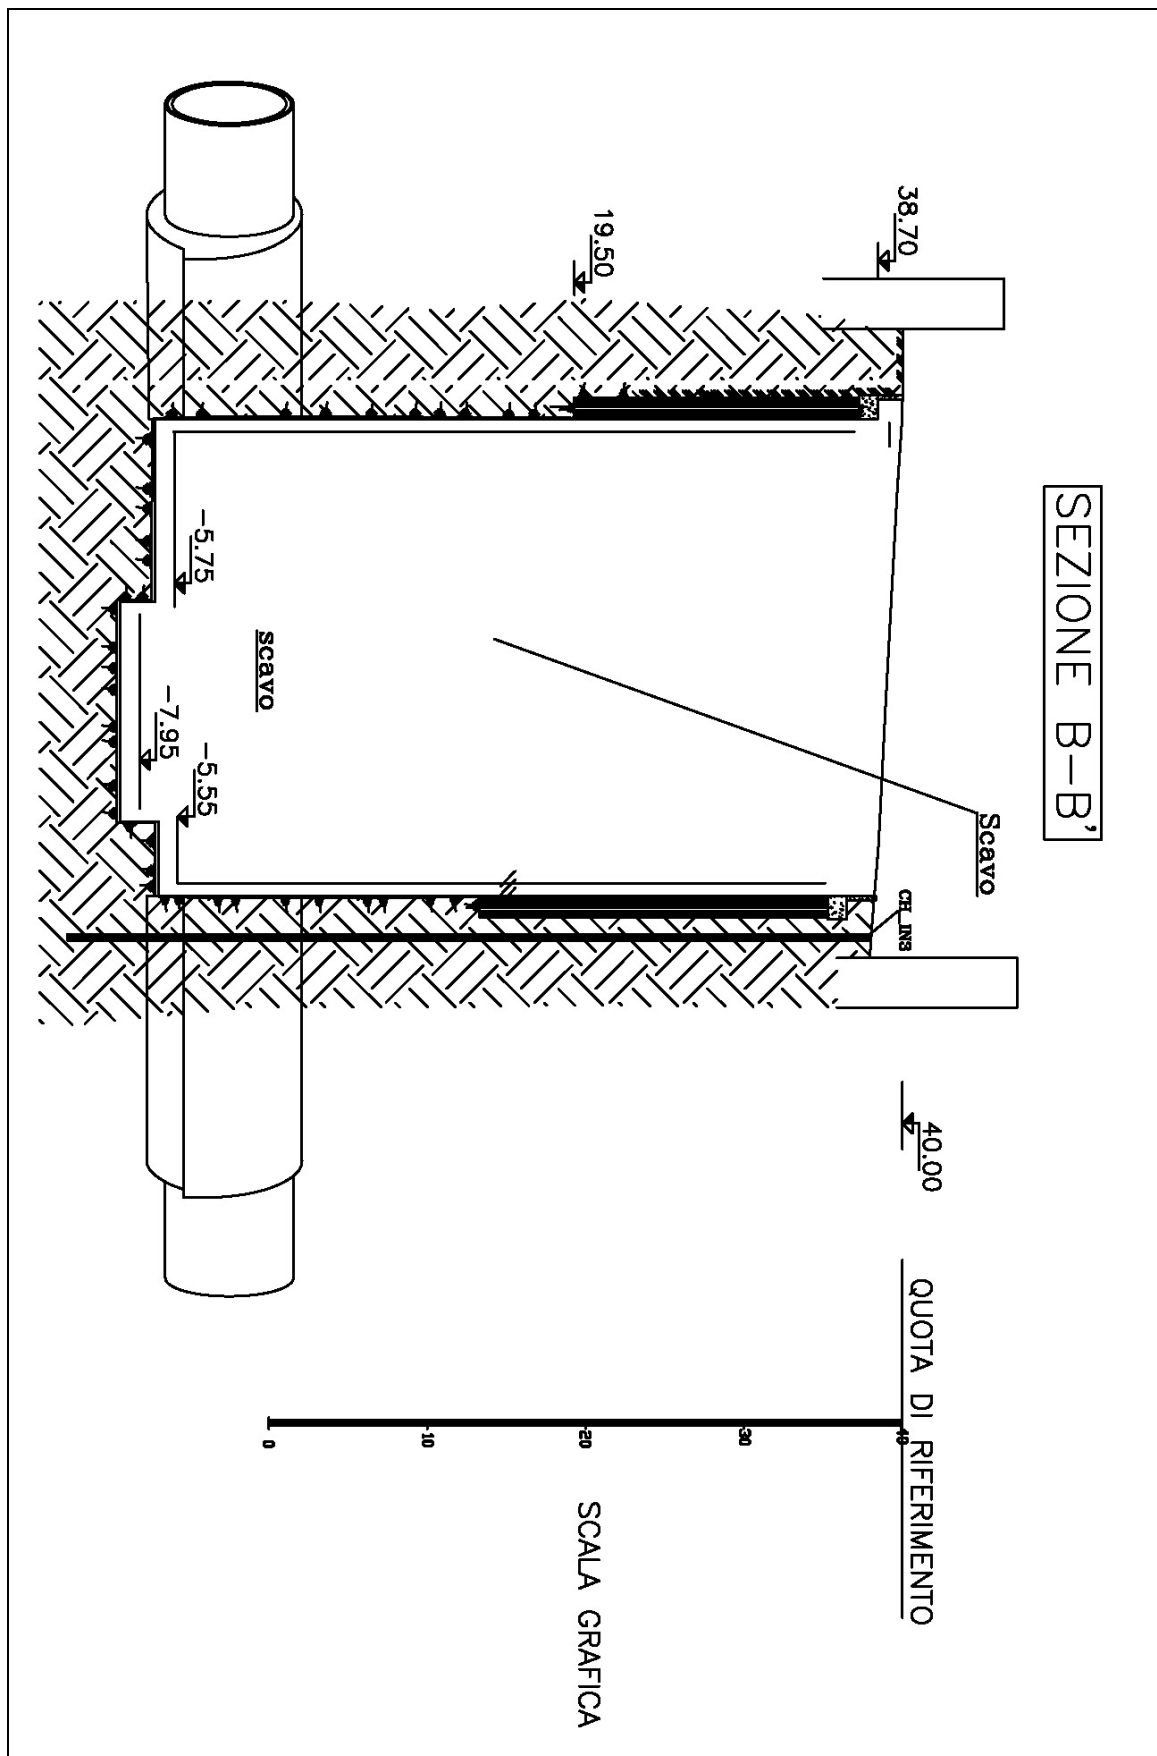 SEZIONE B-B'
38.70
Scavo
CH_IN3
40.00
QUOTA DI RIFERIMENTO
19.50
-5.75
scavo
-7.95
-5.55
40
-30
-20
-10
0
SCALA GRAFICA